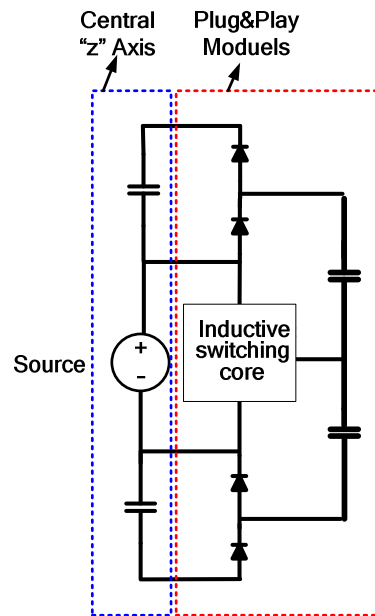 Central
“z” Axis
Plug&Play
Moduels
+
-
Source
Inductive
switching
core